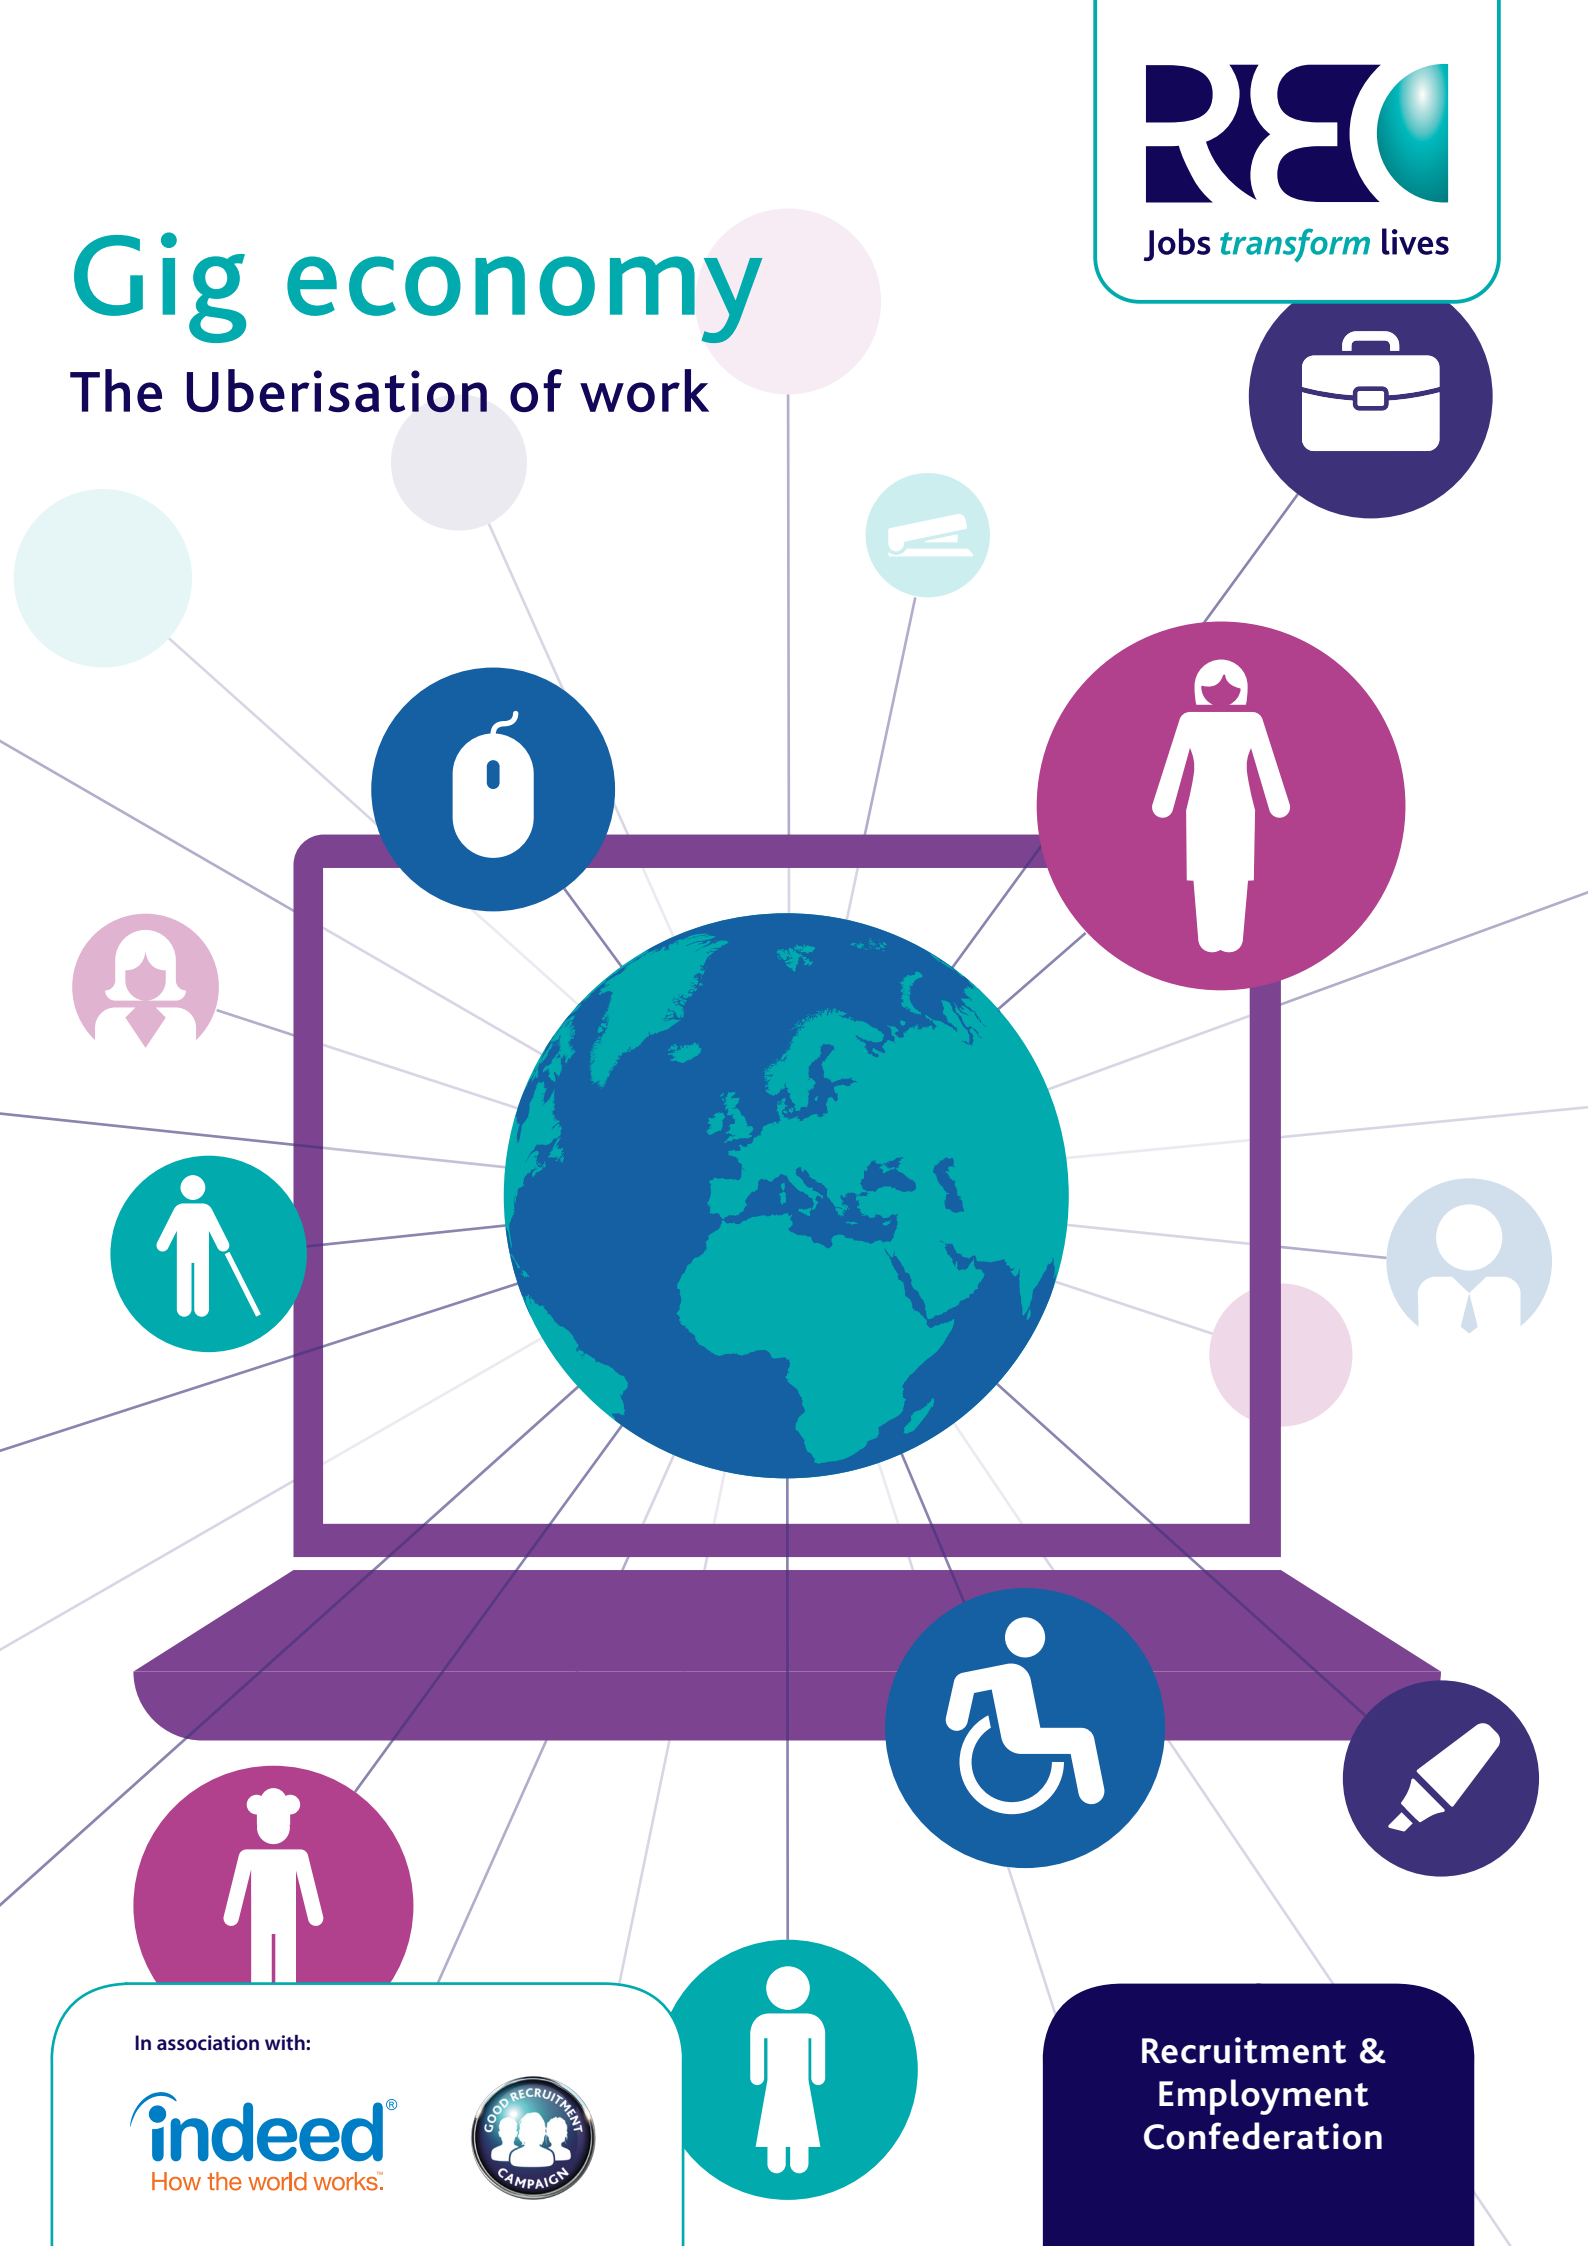 REC
Jobs transform lives
Gig economy
The Uberisation of work
In association with:
indeed®
How the world works.™
GOOD RECRUITMENT
CAMPAIGN
Recruitment &
Employment
Confederation